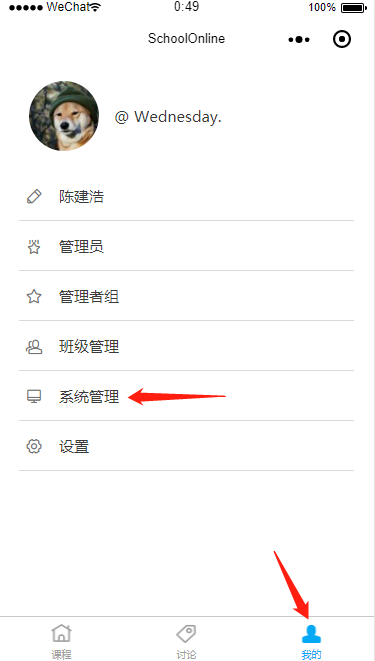 ●●●●● WeChat 0:49 100%
SchoolOnline
@ Wednesday.
陈建浩
管理员
管理者组
班级管理
系统管理
设置
课程 讨论 我的